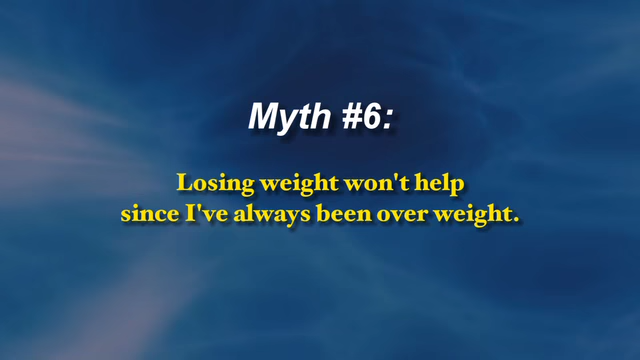 Myth #6:
Losing weight won't help
since I've always been over weight.